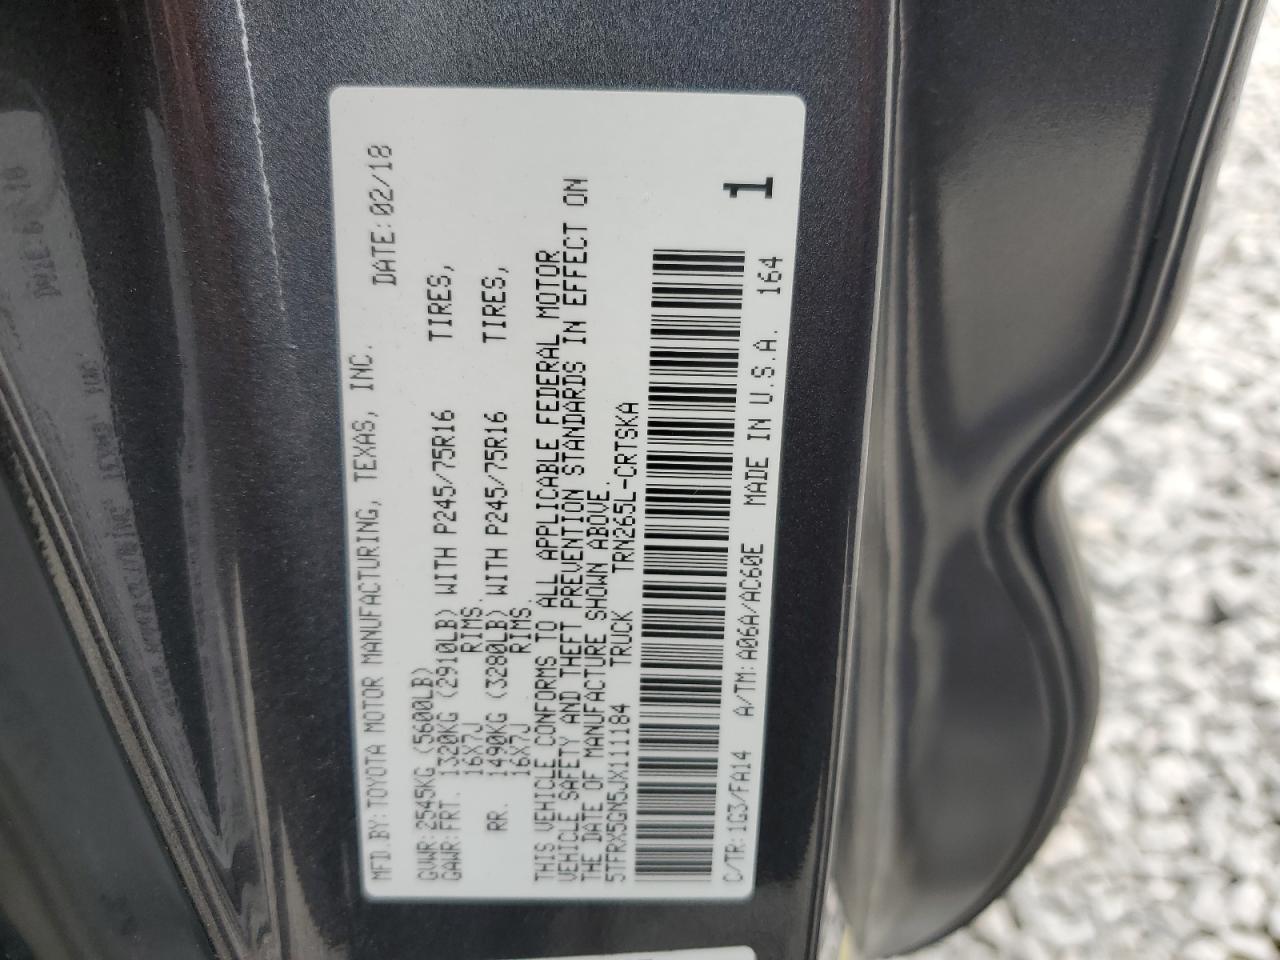 MFD.BY:TOYOTA MOTOR MANUFACTURING, TEXAS, INC. DATE:02/18
GVWR:2545KG (5600LB)
GAWR:FRT. 1320KG (2910LB) WITH P245/75R16 TIRES,
16X7J RIMS.
RR. 1490KG (3280LB) WITH P245/75R16 TIRES,
16X7J RIMS.
THIS VEHICLE CONFORMS TO ALL APPLICABLE FEDERAL MOTOR
VEHICLE SAFETY AND THEFT PREVENTION STANDARDS IN EFFECT ON
THE DATE OF MANUFACTURE SHOWN ABOVE.
5TFRX5GN5JX111184 TRUCK TRN265L-CRTSKA
C/TR:1G3/FA14 A/TM:A06A/AC60E MADE IN U.S.A. 164
1